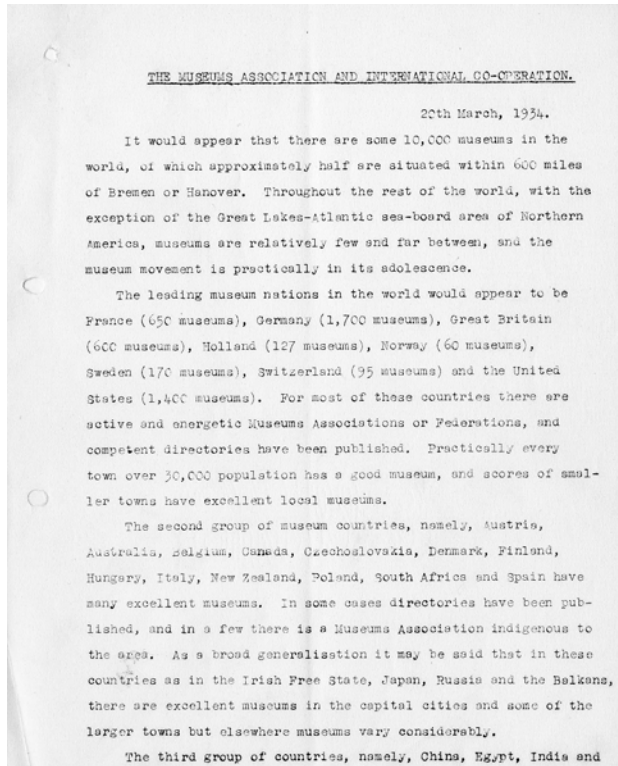 THE MUSEUMS ASSOCIATION AND INTERNATIONAL CO-OPERATION.
20th March, 1934.
It would appear that there are some 10,000 museums in the
world, of which approximately half are situated within 600 miles
of Bremen or Hanover. Throughout the rest of the world, with the
exception of the Great Lakes-Atlantic sea-board area of Northern
America, museums are relatively few and far between, and the
museum movement is practically in its adolescence.
The leading museum nations in the world would appear to be
France (650 museums), Germany (1,700 museums), Great Britain
(600 museums), Holland (127 museums), Norway (60 museums),
Sweden (170 museums), Switzerland (95 museums) and the United
States (1,400 museums). For most of these countries there are
active and energetic Museums Associations or Federations, and
competent directories have been published. Practically every
town over 30,000 population has a good museum, and scores of smal-
ler towns have excellent local museums.
The second group of museum countries, namely, Austria,
Australia, Belgium, Canada, Czechoslovakia, Denmark, Finland,
Hungary, Italy, New Zealand, Poland, South Africa and Spain have
many excellent museums. In some cases directories have been pub-
lished, and in a few there is a Museums Association indigenous to
the area. As a broad generalisation it may be said that in these
countries as in the Irish Free State, Japan, Russia and the Balkans,
there are excellent museums in the capital cities and some of the
larger towns but elsewhere museums vary considerably.
The third group of countries, namely, China, Egypt, India and